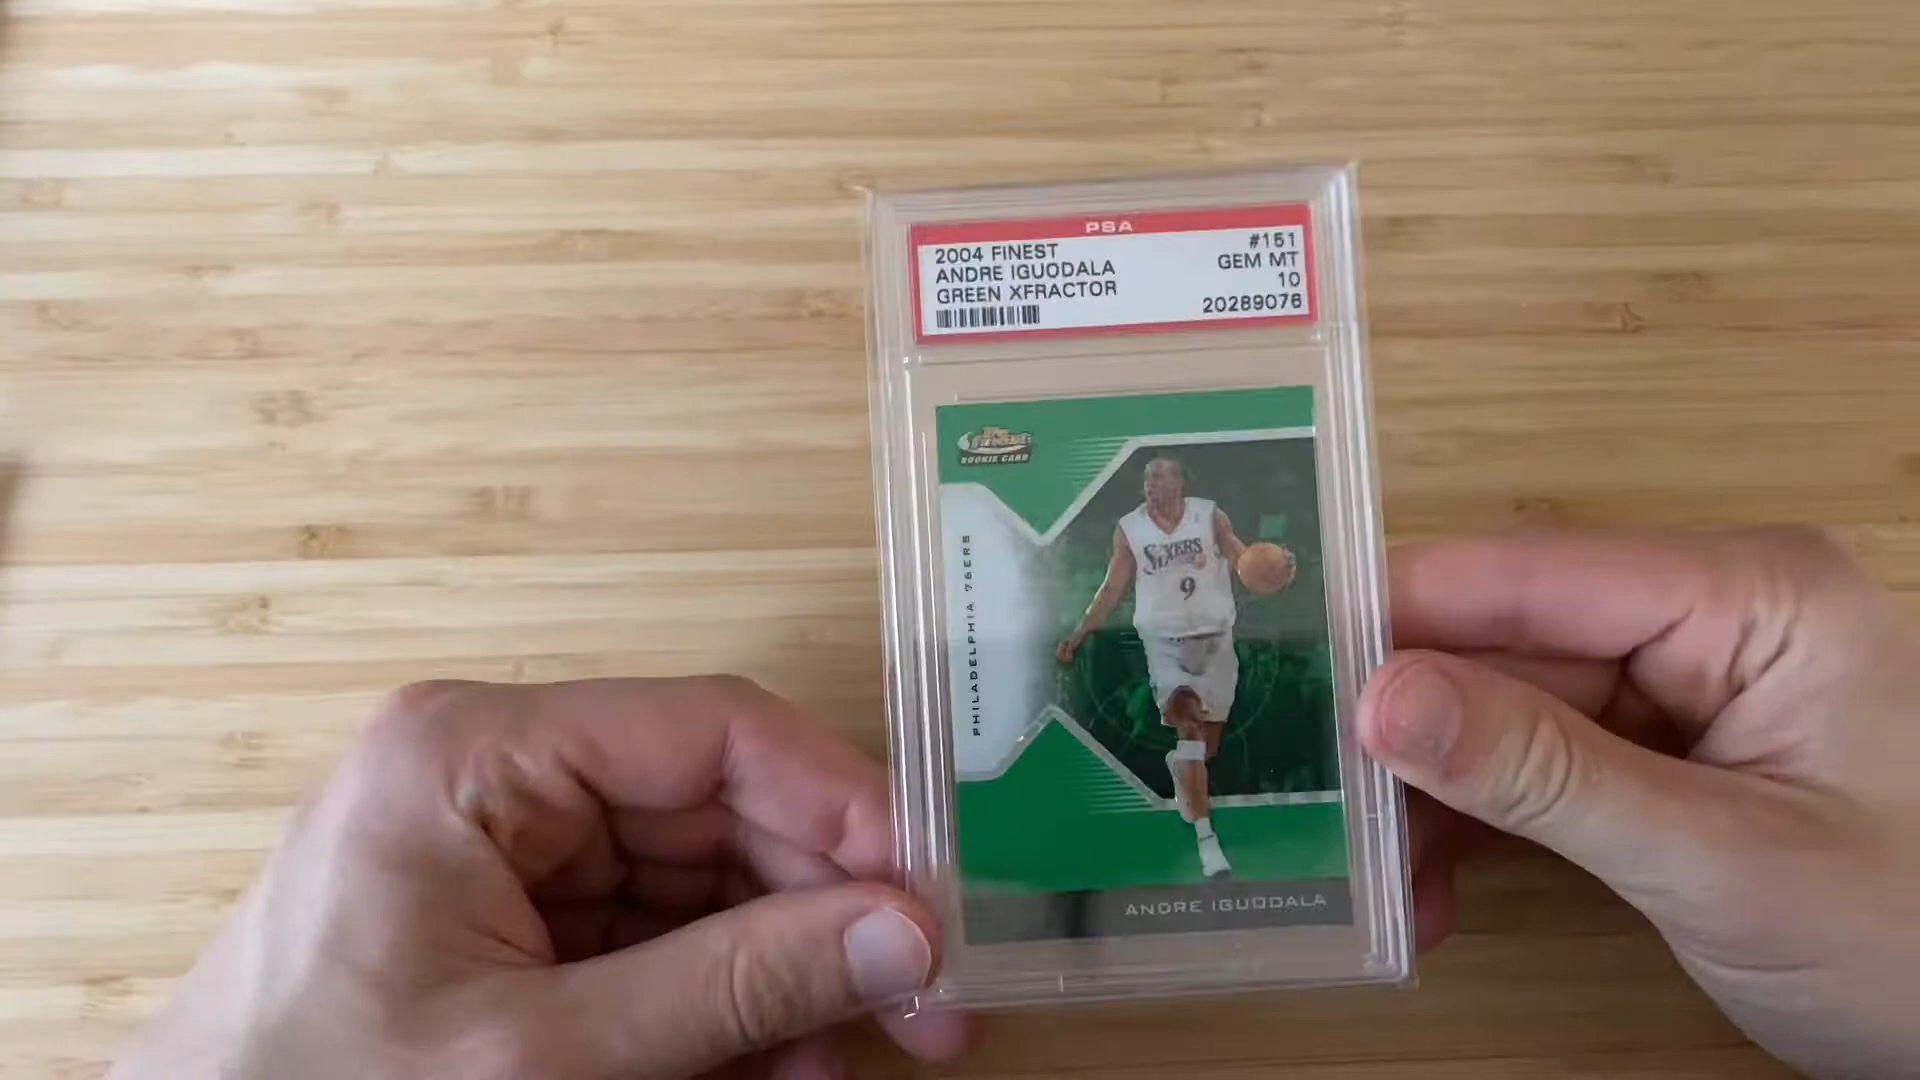 PSA
2004 FINEST #151
ANDRE IGUODALA GEM MT
GREEN XFRACTOR 10
20289076
FINEST
ROOKIE CARD
PHILADELPHIA 76ERS
SIXERS
9
ANDRE IGUODALA